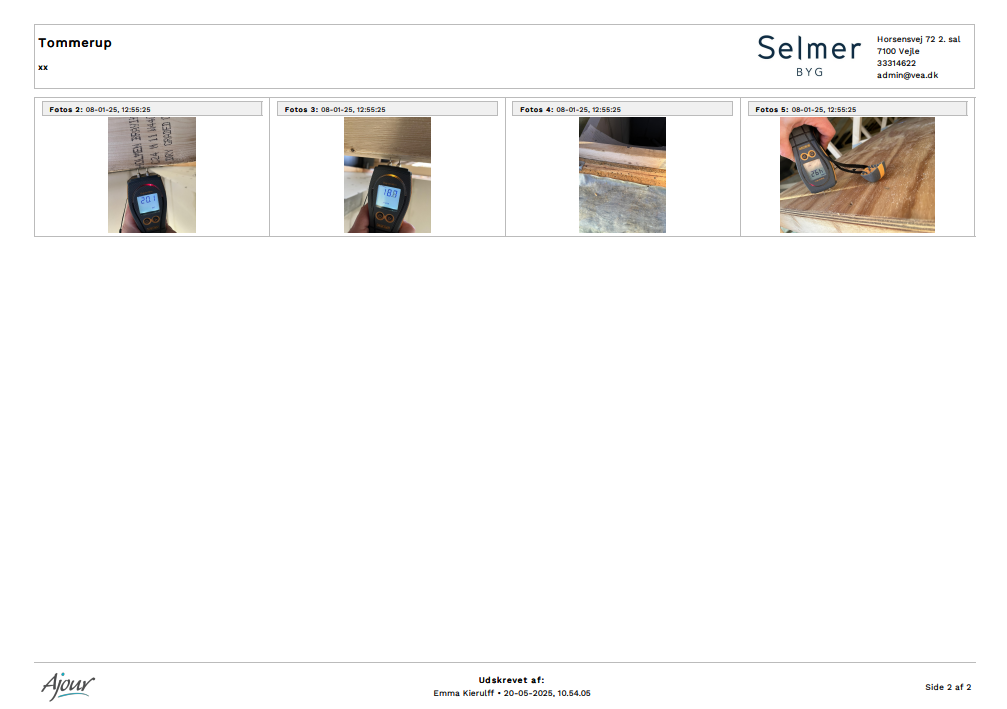 Tommerup
xx
Selmer
BYG
Horsensvej 72 2. sal
7100 Vejle
33314622
admin@vea.dk
Fotos 2: 08-01-25, 12:55:25
Fotos 3: 08-01-25, 12:55:25
Fotos 4: 08-01-25, 12:55:25
Fotos 5: 08-01-25, 12:55:25
DRY GRADED
20.1
18.0
Ajour
Udskrevet af:
Emma Kierulff • 20-05-2025, 10.54.05
Side 2 af 2